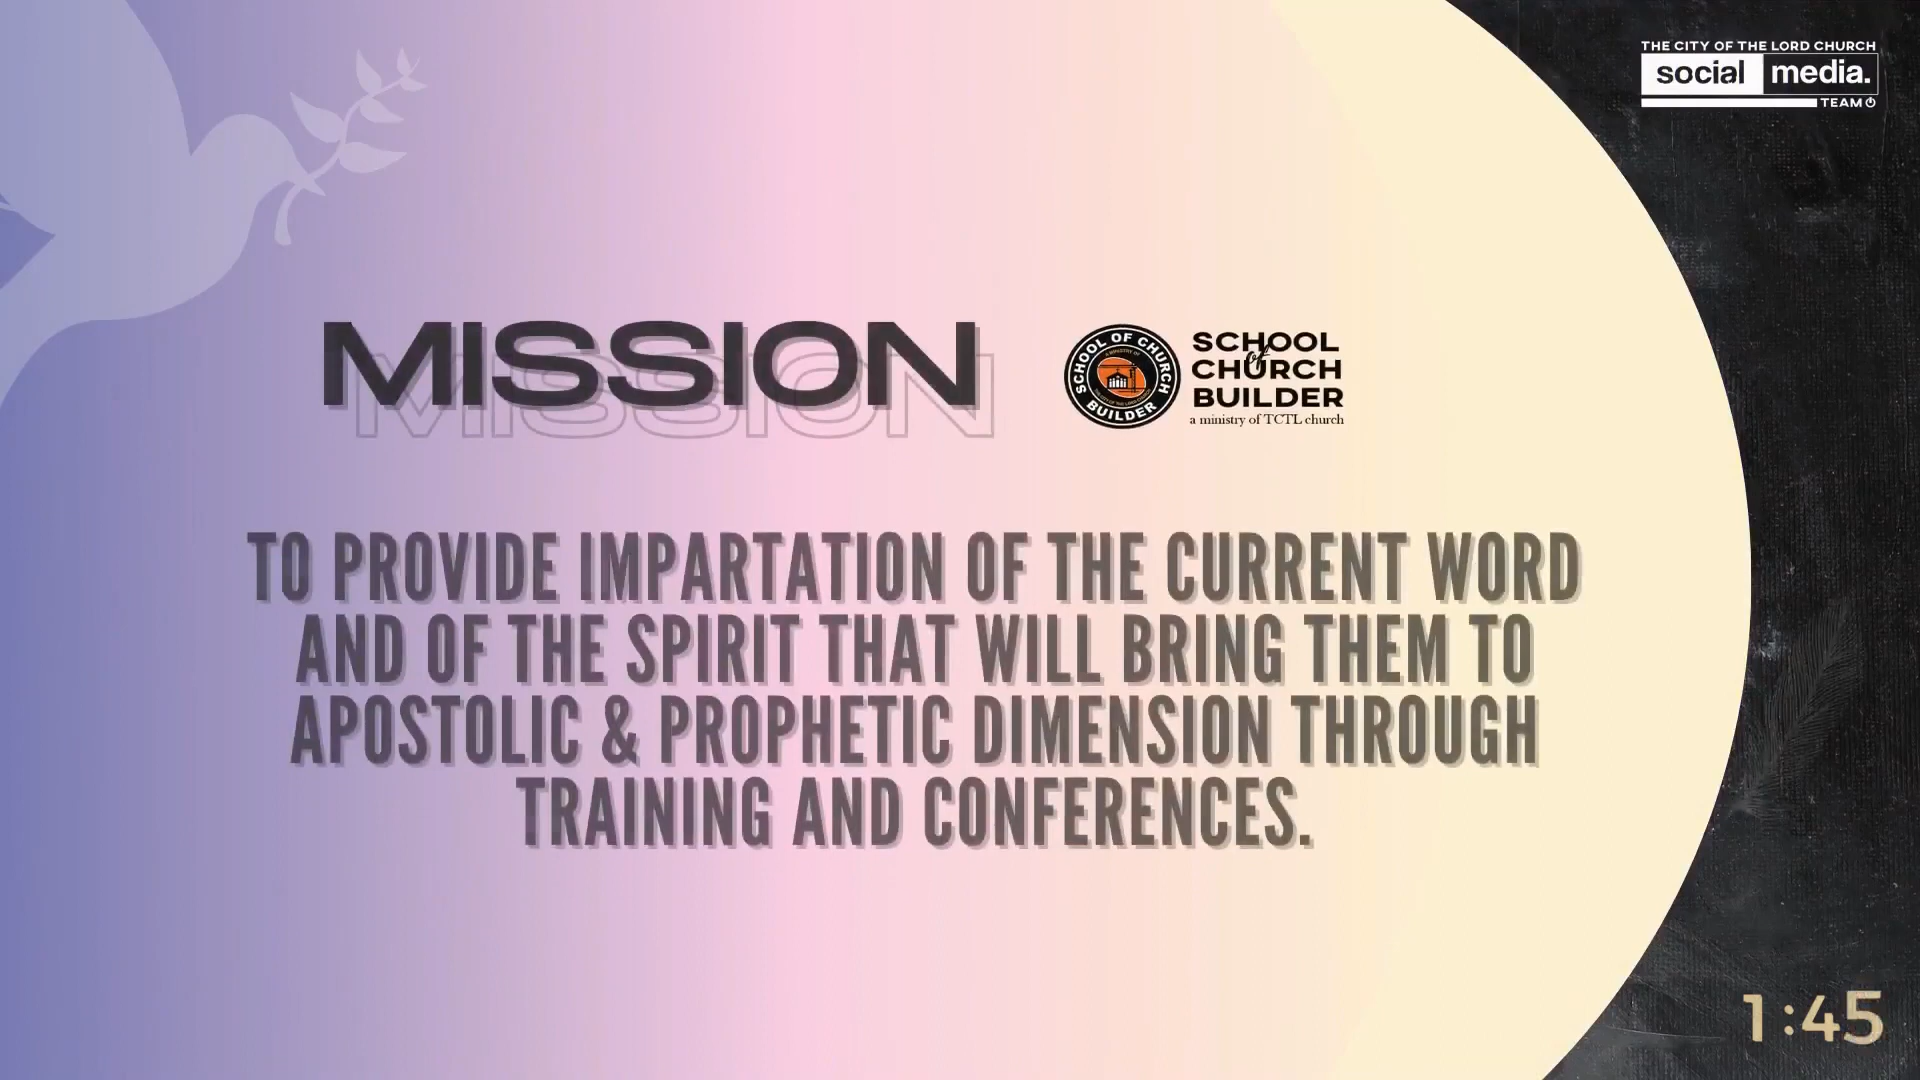 THE CITY OF THE LORD CHURCH
social media.
TEAM
MISSION
MISSION
SCHOOL OF CHURCH
BUILDER
SCHOOL
of
CHURCH
BUILDER
a ministry of TCTL church
TO PROVIDE IMPARTATION OF THE CURRENT WORD
AND OF THE SPIRIT THAT WILL BRING THEM TO
APOSTOLIC & PROPHETIC DIMENSION THROUGH
TRAINING AND CONFERENCES.
1:45